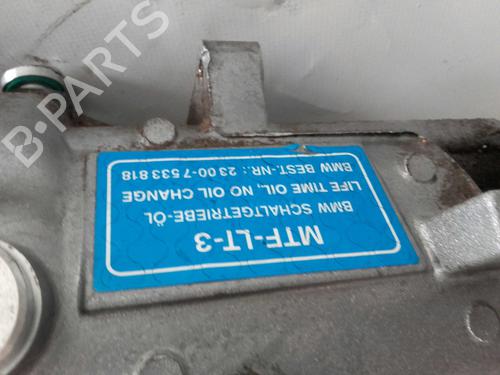 MTF-LT-3
BMW SCHALTGETRIEBE-ÖL
LIFE TIME OIL, NO OIL CHANGE
BMW BEST.-NR.: 23 00-7 533 818
B-PARTS